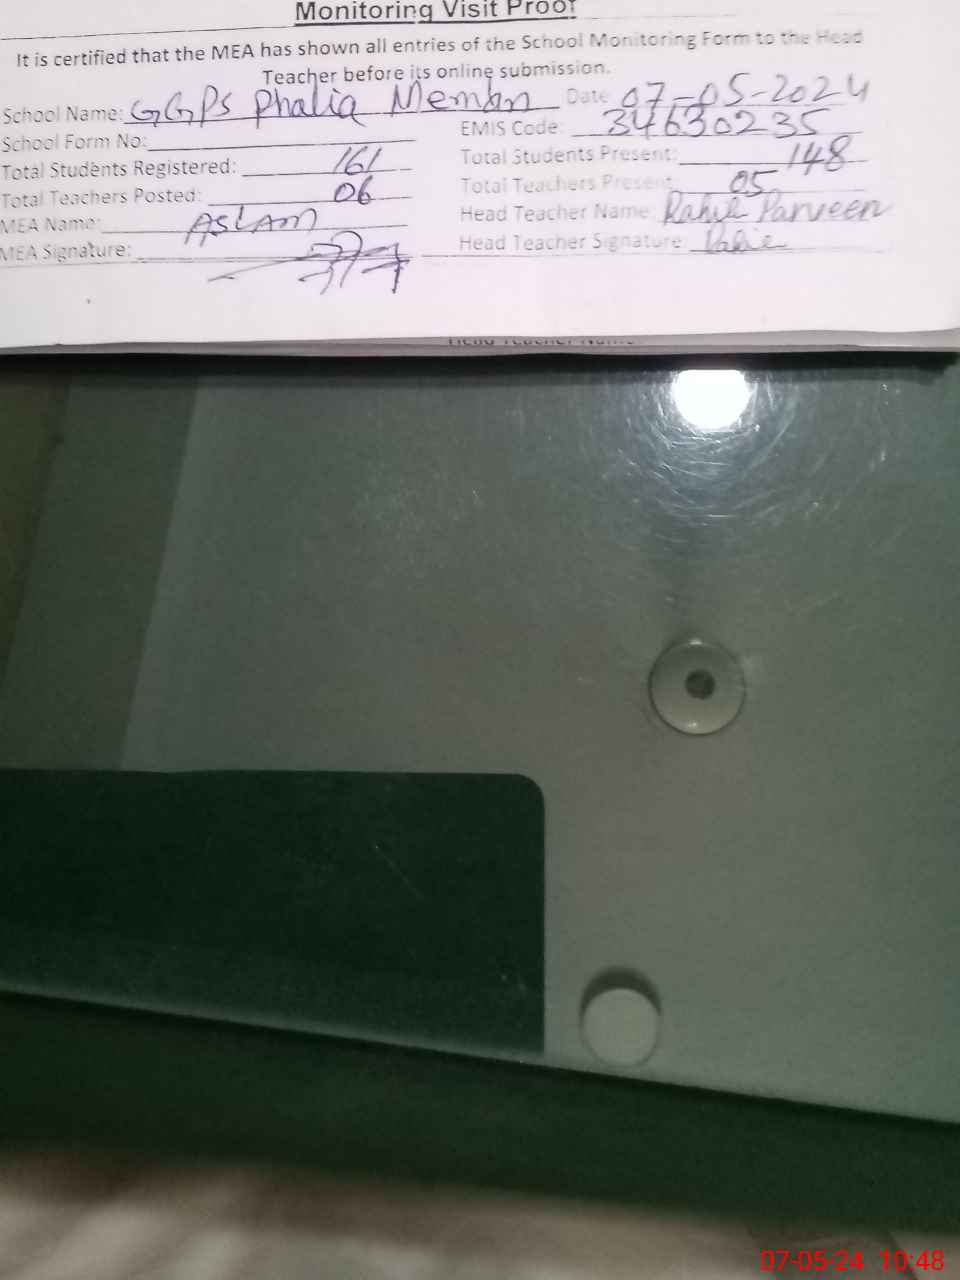 Monitoring Visit Proof
It is certified that the MEA has shown all entries of the School Monitoring Form to the Head
Teacher before its online submission.
School Name: GGPS Phalia Meman Date 07-05-2024
School Form No: EMIS Code: 34630235
Total Students Registered: 161 Total Students Present: 148
Total Teachers Posted: 06 Total Teachers Present: 05
MEA Name: ASLAM Head Teacher Name: Parveen
MEA Signature: Head Teacher Signature:
Head Teacher Name
07-05-24 10:48